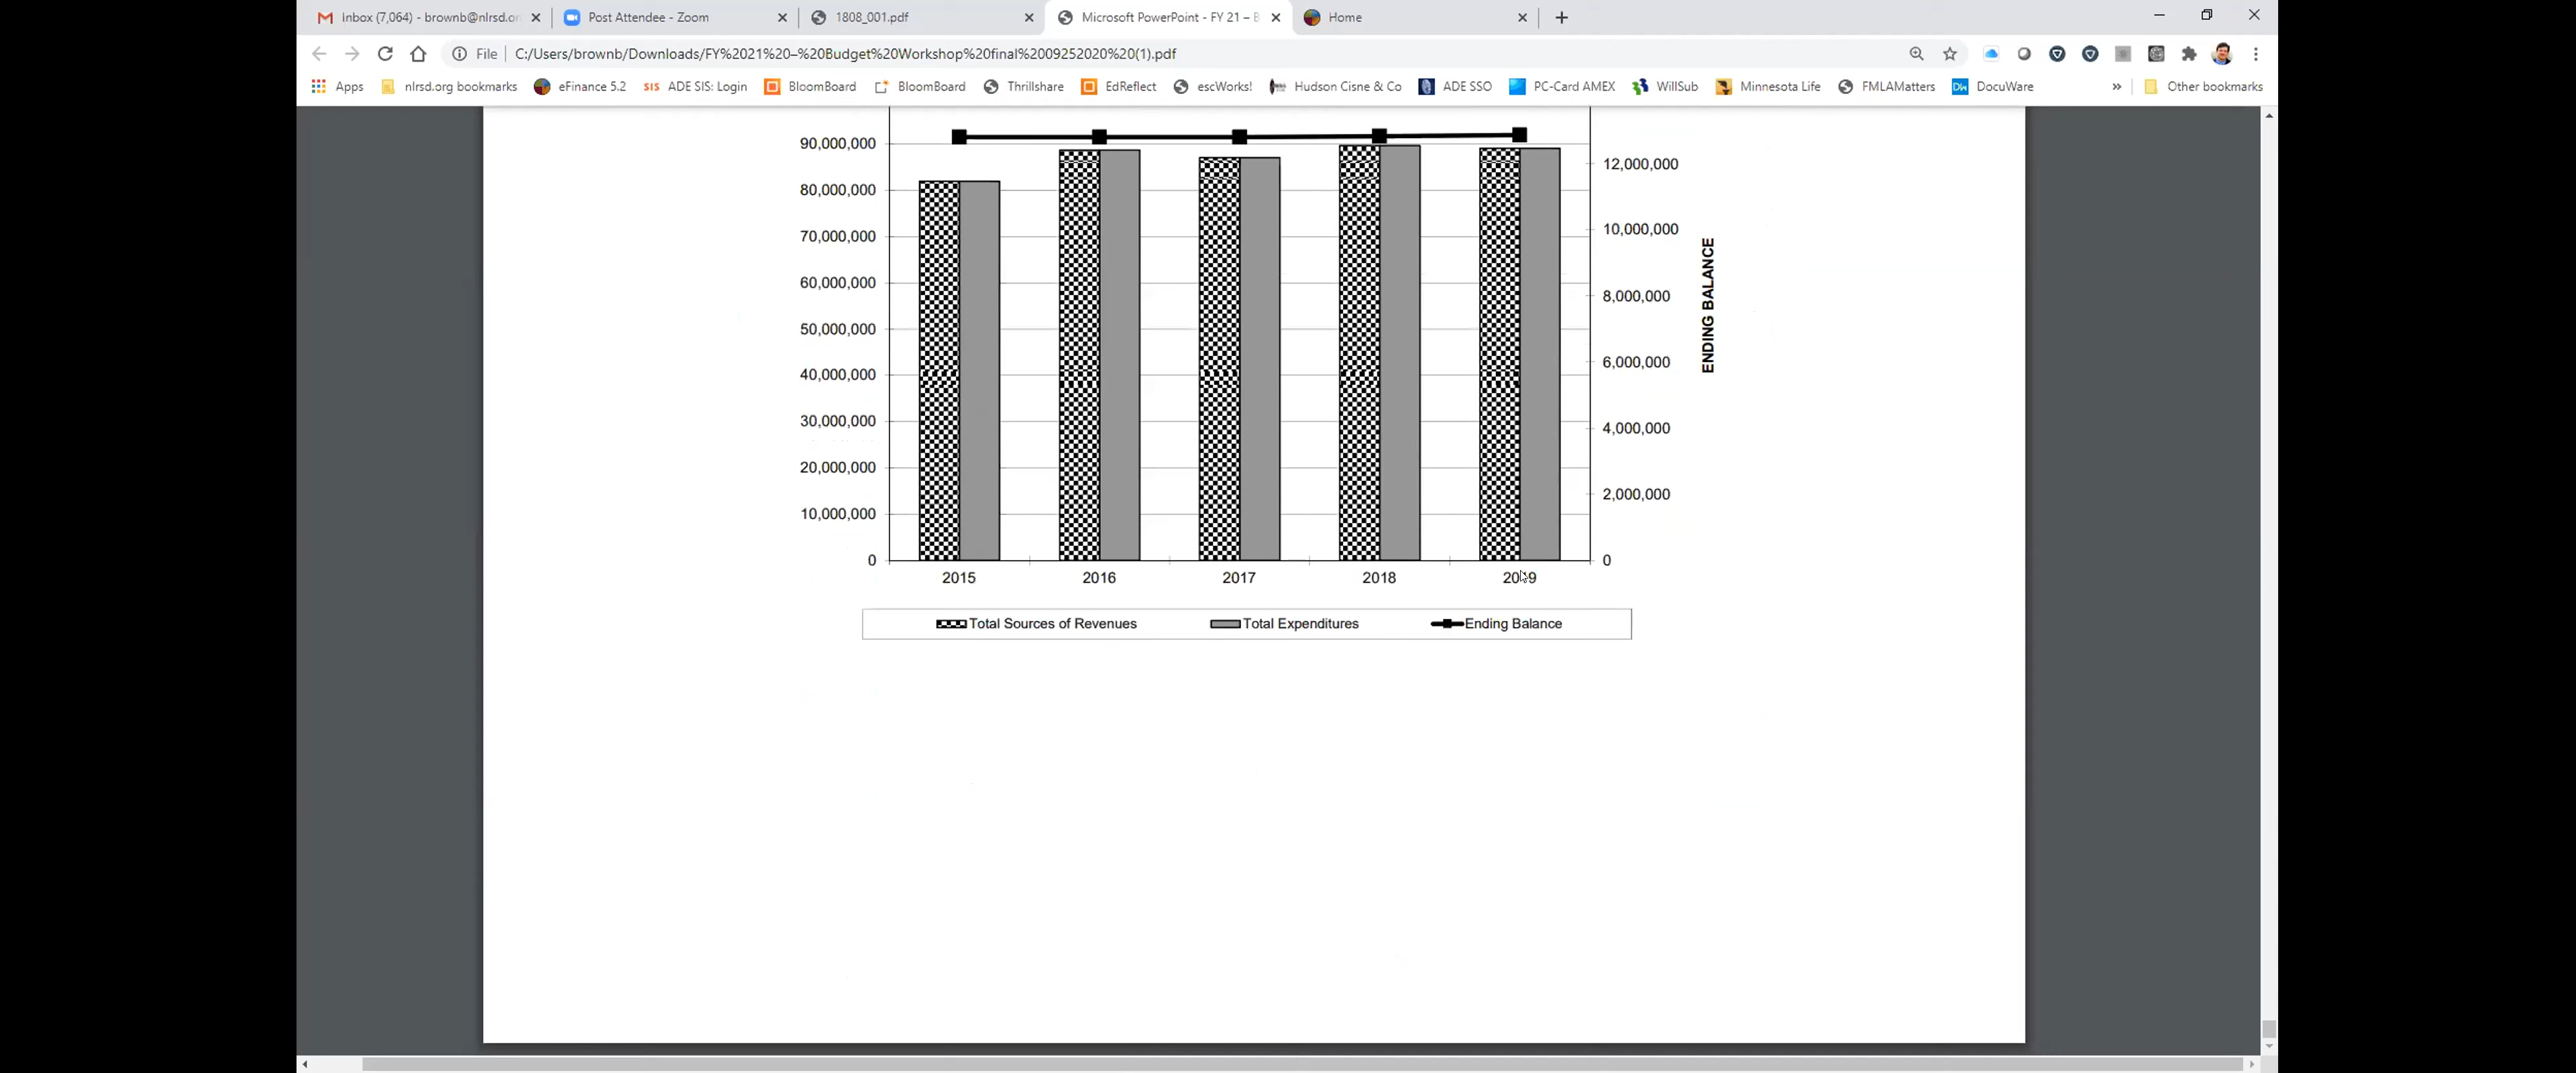 Inbox (7,064) - brownb@nlrsd.or
Post Attendee - Zoom
1808_001.pdf
Microsoft PowerPoint - FY 21 – B
Home
File
C:/Users/brownb/Downloads/FY%2021%20–%20Budget%20Workshop%20final%2009252020%20(1).pdf
Apps
nlrsd.org bookmarks
eFinance 5.2
SIS ADE SIS: Login
BloomBoard
BloomBoard
Thrillshare
EdReflect
escWorks!
Hudson Cisne & Co
ADE SSO
PC-Card AMEX
WillSub
Minnesota Life
FMLAMatters
Dw DocuWare
»
Other bookmarks
90,000,000
80,000,000
70,000,000
60,000,000
50,000,000
40,000,000
30,000,000
20,000,000
10,000,000
0
12,000,000
10,000,000
8,000,000
6,000,000
4,000,000
2,000,000
0
ENDING BALANCE
2015
2016
2017
2018
2019
Total Sources of Revenues
Total Expenditures
Ending Balance